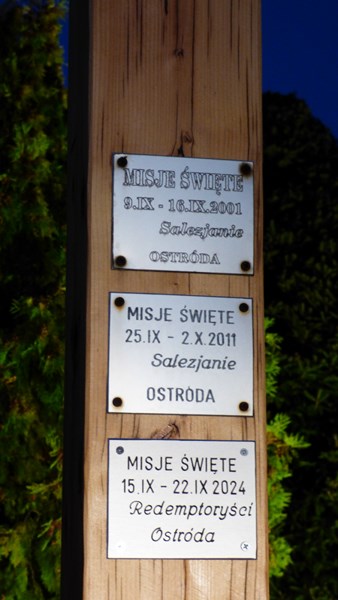 MISJE ŚWIĘTE
9.IX - 16.IX.2001
Salezjanie
OSTRÓDA
MISJE ŚWIĘTE
25.IX - 2.X.2011
Salezjanie
OSTRÓDA
MISJE ŚWIĘTE
15.IX - 22.IX 2024
Redemptoryści
Ostróda